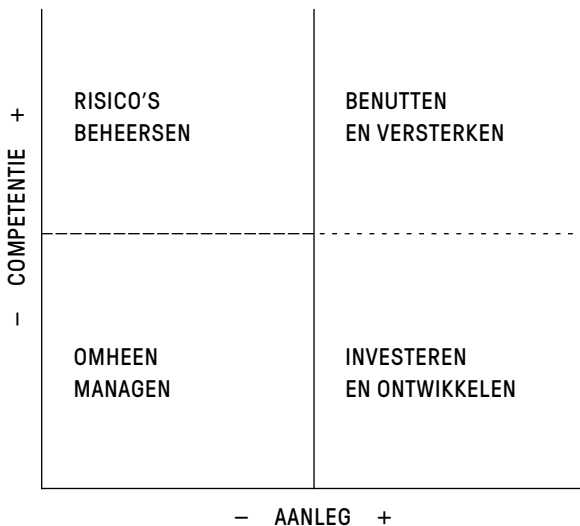 RISICO'S
BEHEERSEN
BENUTTEN
EN VERSTERKEN
– COMPETENTIE +
OMHEEN
MANAGEN
INVESTEREN
EN ONTWIKKELEN
– AANLEG +